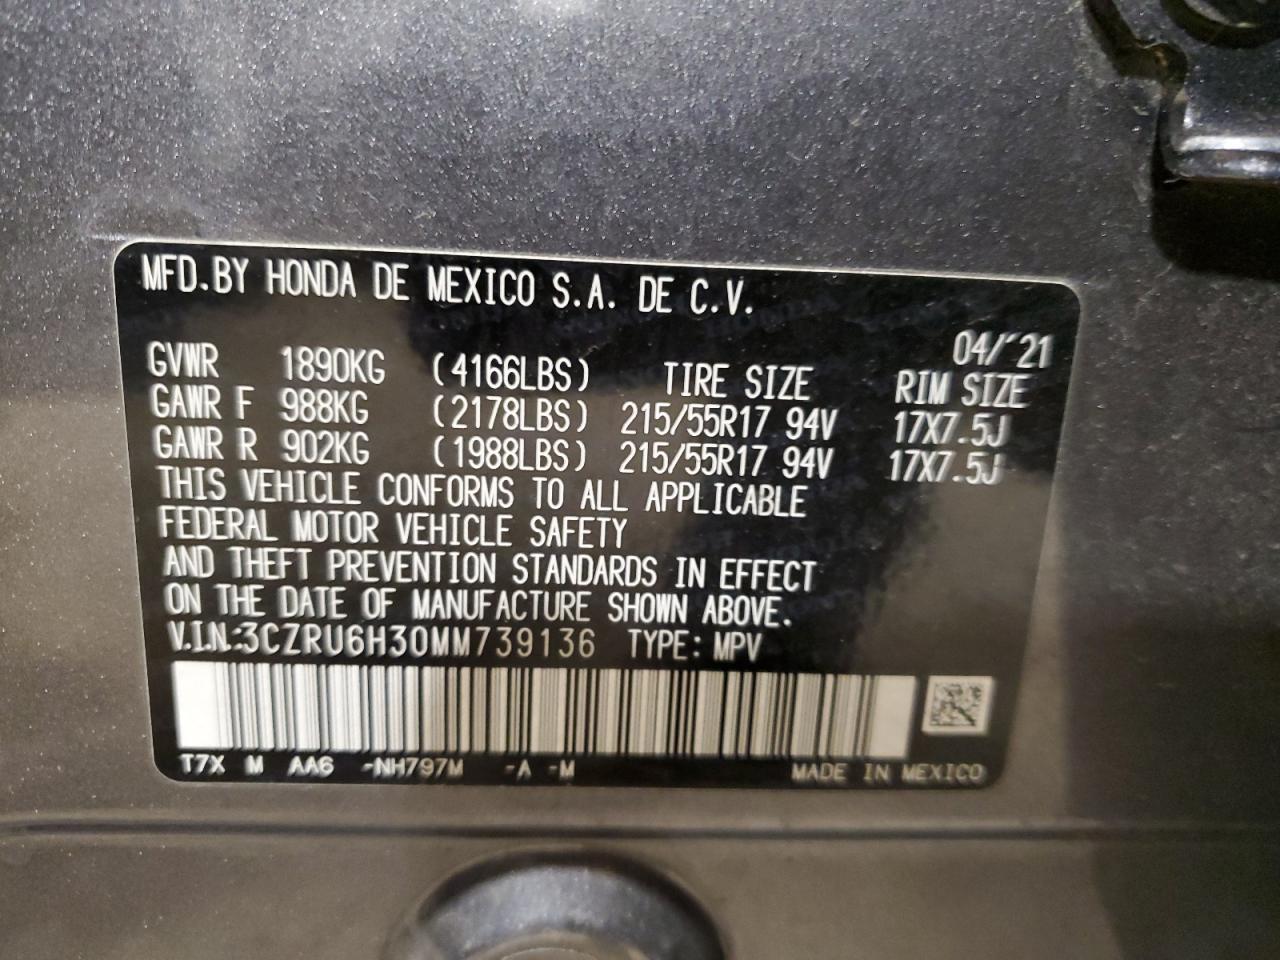 MFD.BY HONDA DE MEXICO S.A. DE C.V.
04/'21
GVWR 1890KG (4166LBS) TIRE SIZE RIM SIZE
GAWR F 988KG (2178LBS) 215/55R17 94V 17X7.5J
GAWR R 902KG (1988LBS) 215/55R17 94V 17X7.5J
THIS VEHICLE CONFORMS TO ALL APPLICABLE
FEDERAL MOTOR VEHICLE SAFETY
AND THEFT PREVENTION STANDARDS IN EFFECT
ON THE DATE OF MANUFACTURE SHOWN ABOVE.
V.I.N.:3CZRU6H30MM739136 TYPE: MPV
T7X M AA6 -NH797M -A -M MADE IN MEXICO